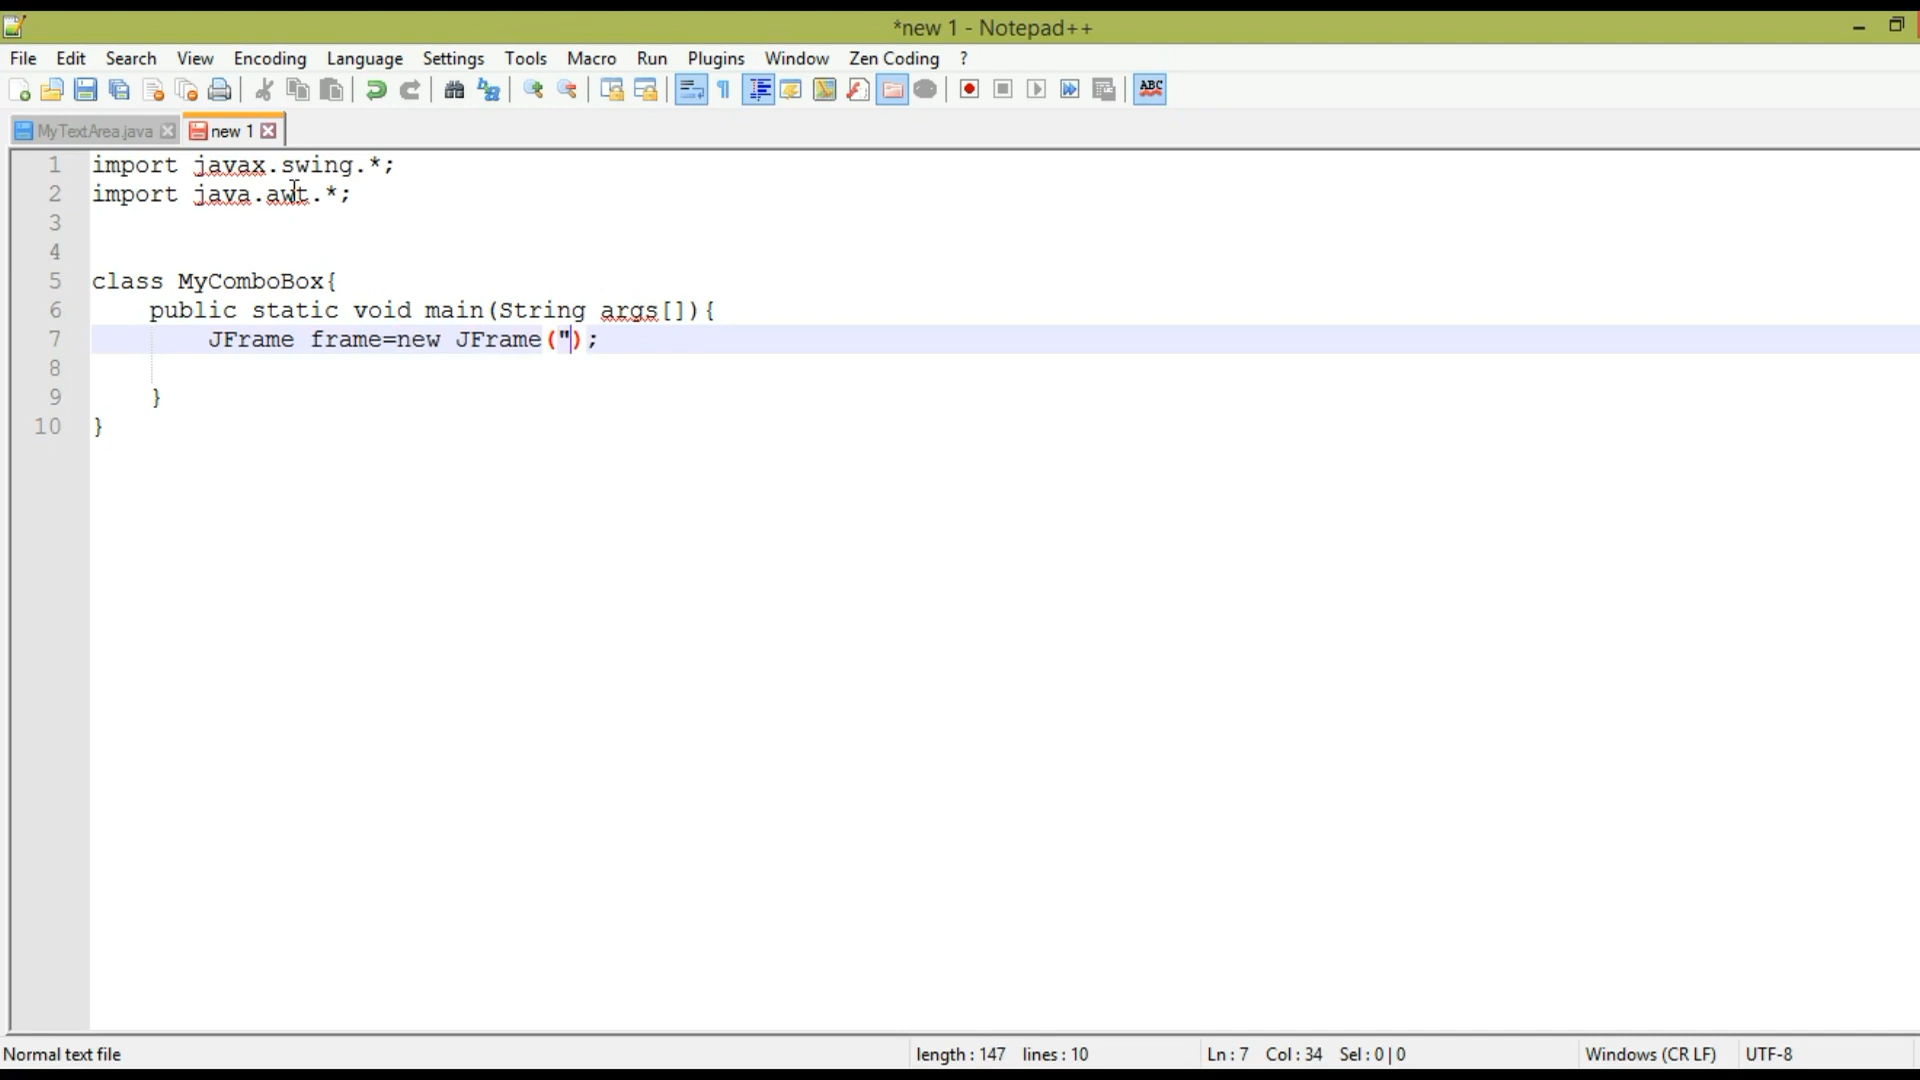 *new 1 - Notepad++
File Edit Search View Encoding Language Settings Tools Macro Run Plugins Window Zen Coding ?
ABC
MyTextArea.java new 1
1 import javax.swing.*;
2 import java.awt.*;
3
4
5 class MyComboBox{
6 public static void main(String args[]){
7 JFrame frame=new JFrame(");
8
9 }
10 }
Normal text file length : 147 lines : 10 Ln : 7 Col : 34 Sel : 0 | 0 Windows (CR LF) UTF-8